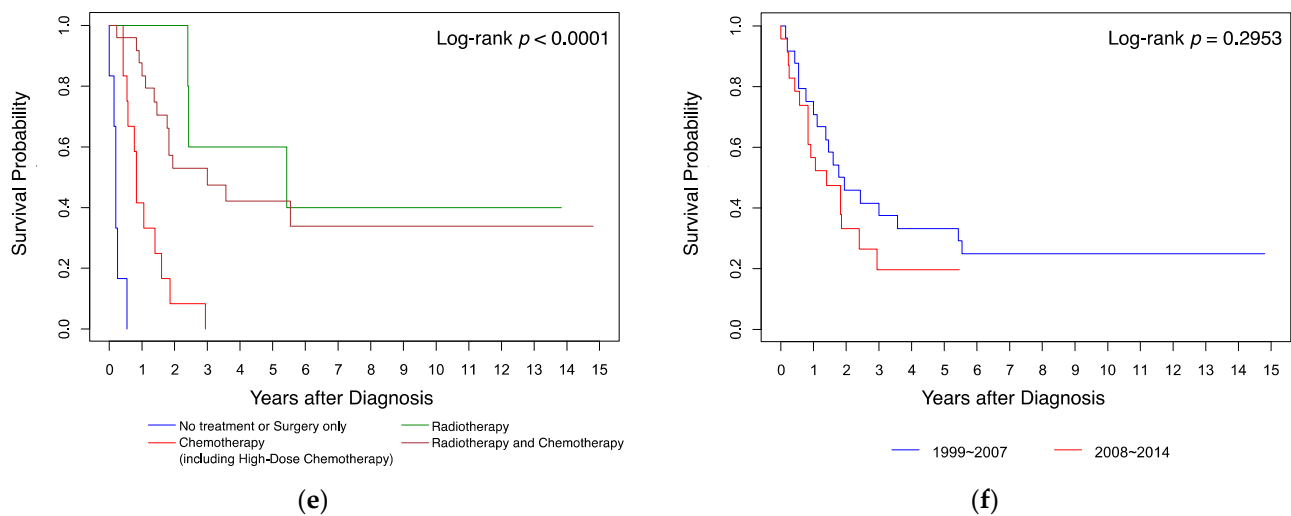 Log-rank p < 0.0001
Survival Probability
1.0
0.8
0.6
0.4
0.2
0.0
0 1 2 3 4 5 6 7 8 9 10 11 12 13 14 15
Years after Diagnosis
No treatment or Surgery only
Radiotherapy
Chemotherapy
(including High-Dose Chemotherapy)
Radiotherapy and Chemotherapy
(e)
Log-rank p = 0.2953
Survival Probability
1.0
0.8
0.6
0.4
0.2
0.0
0 1 2 3 4 5 6 7 8 9 10 11 12 13 14 15
Years after Diagnosis
1999~2007
2008~2014
(f)